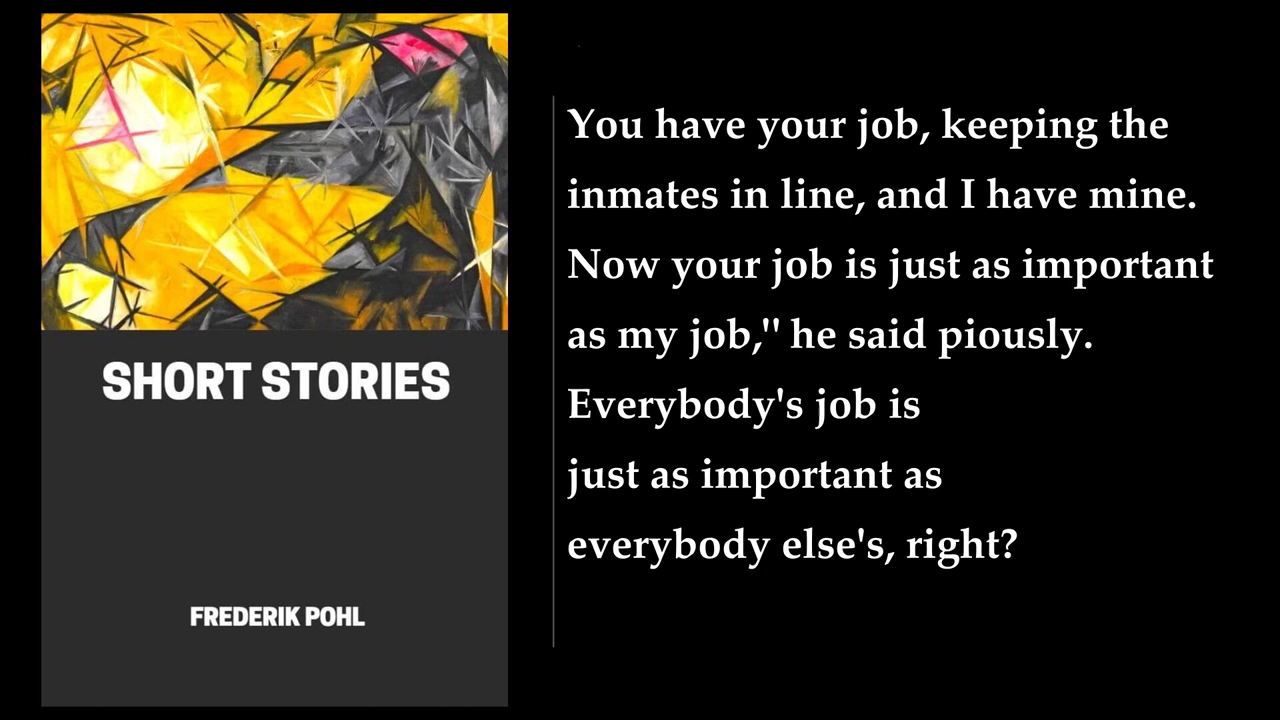 SHORT STORIES
FREDERIK POHL
You have your job, keeping the
inmates in line, and I have mine.
Now your job is just as important
as my job," he said piously.
Everybody's job is
just as important as
everybody else's, right?